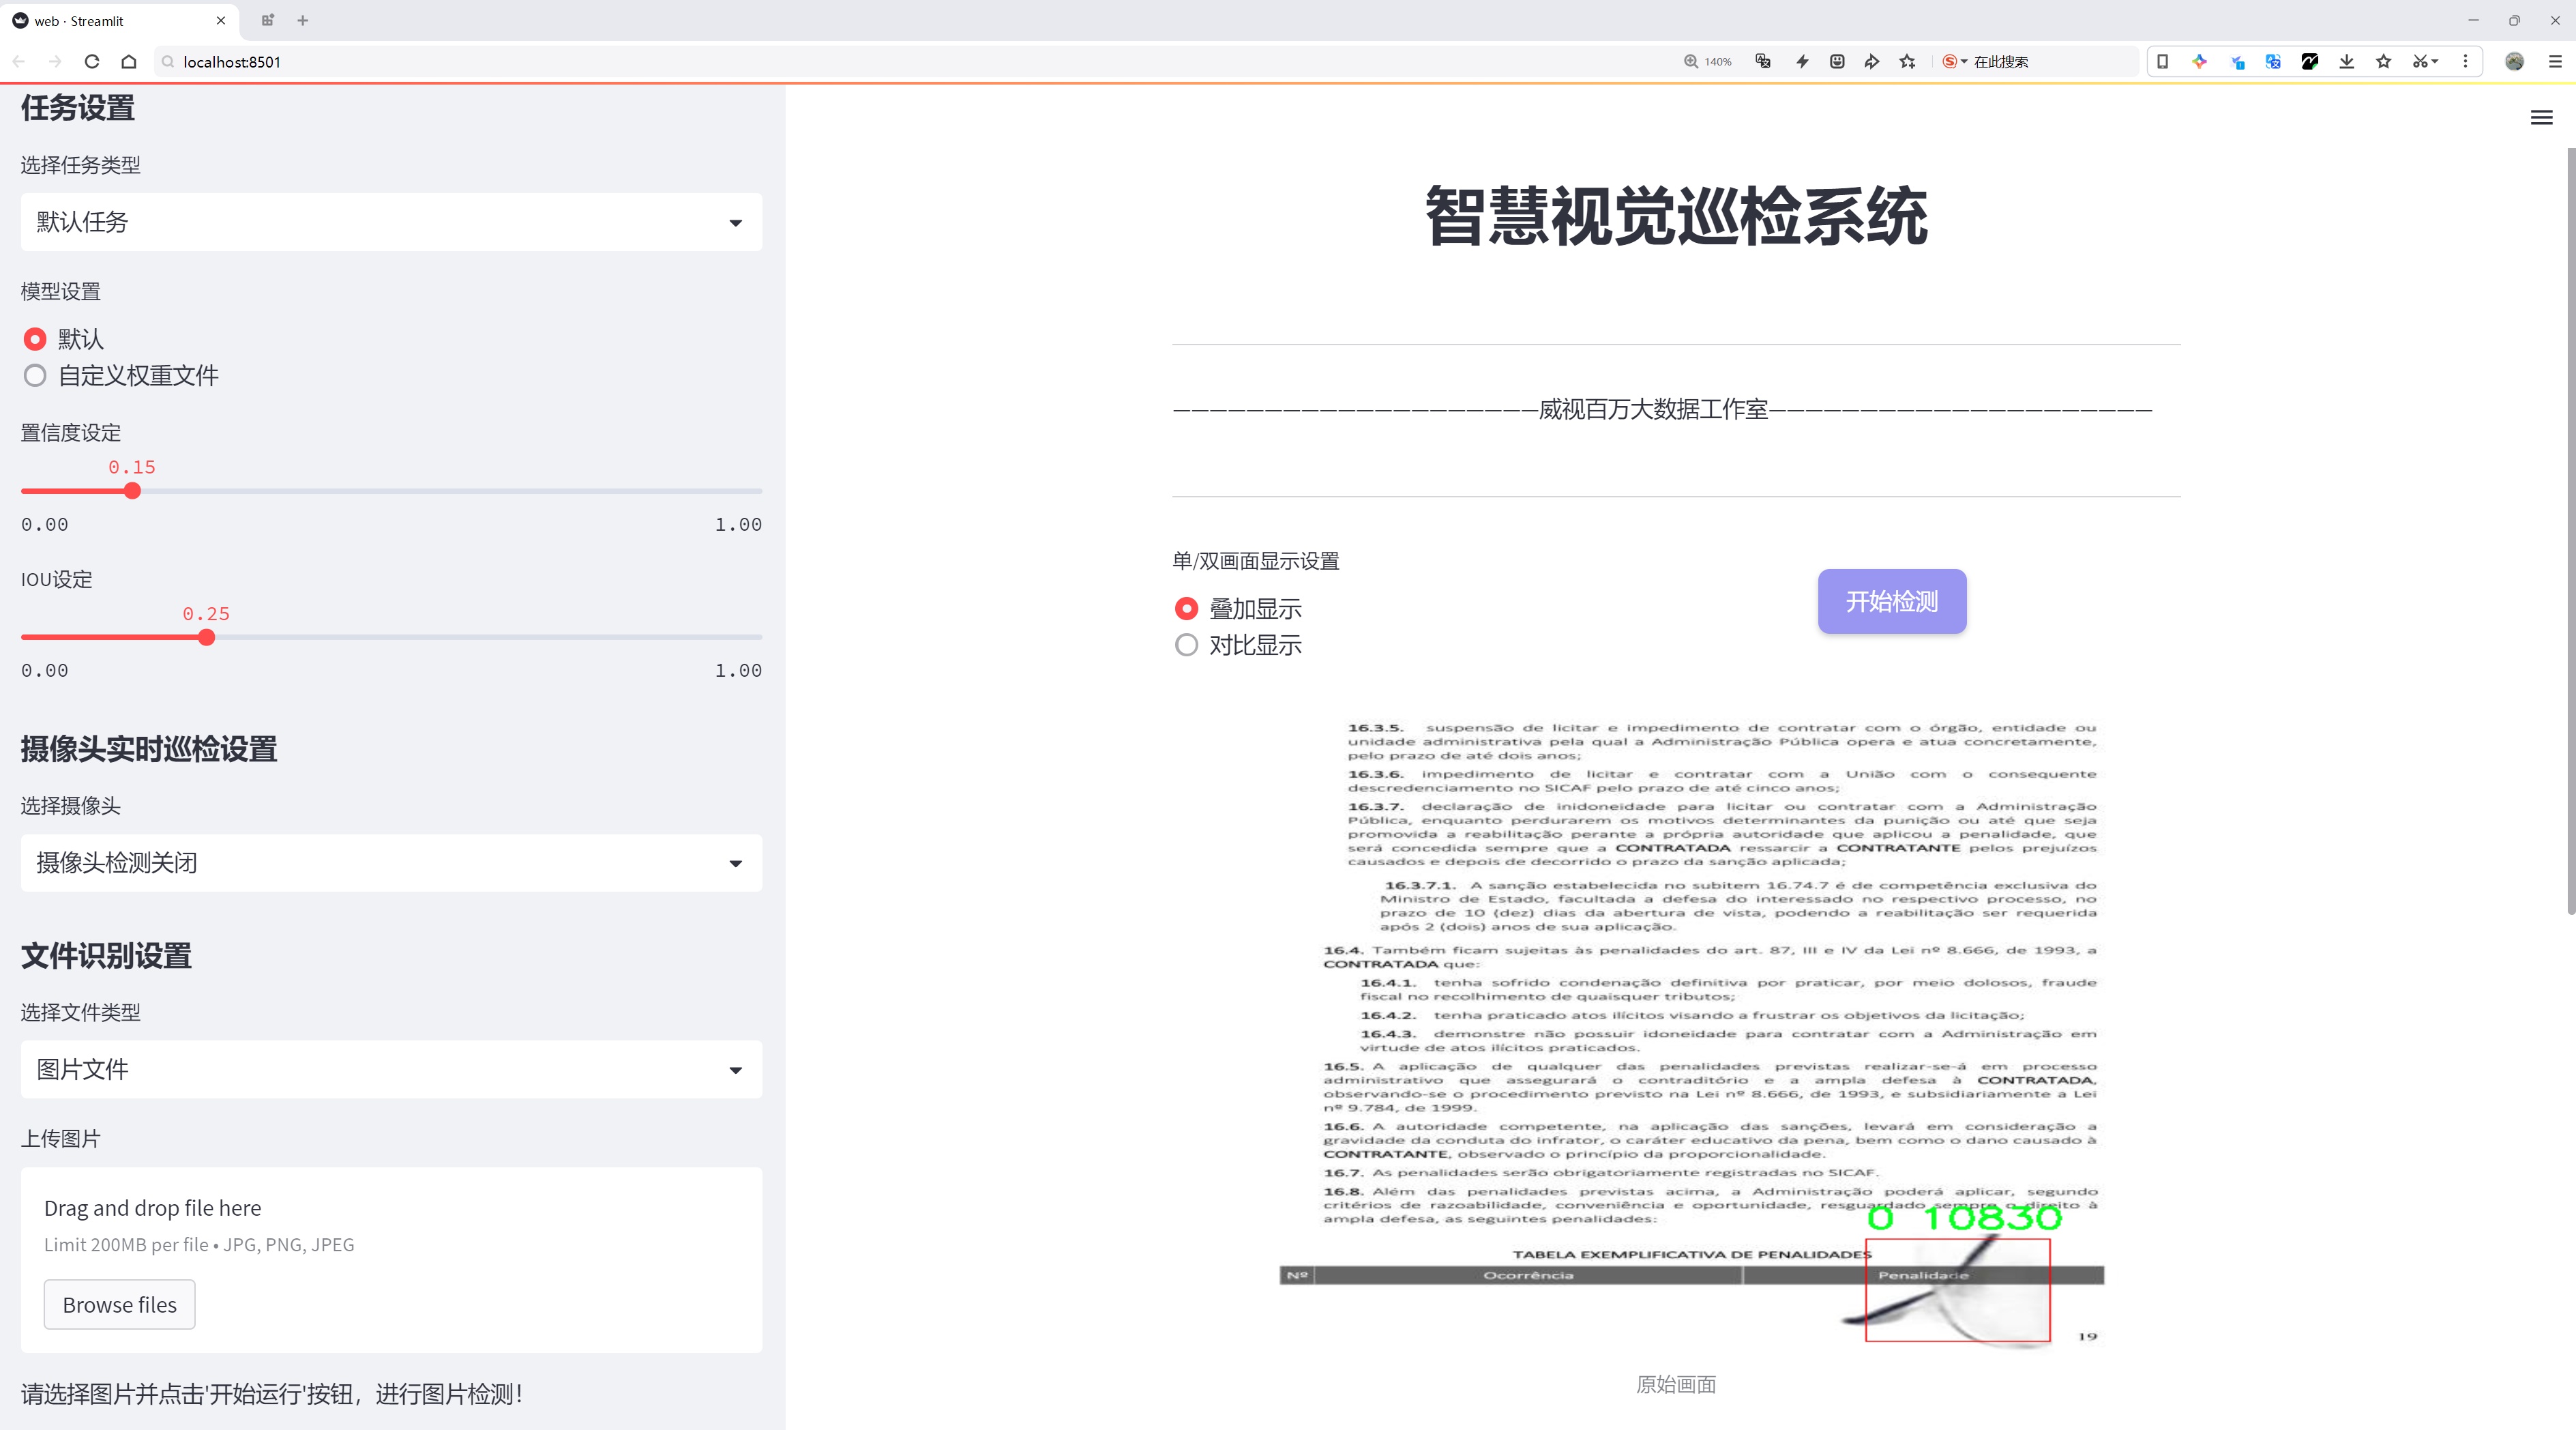 web · Streamlit
localhost:8501
140%
在此搜索
任务设置
选择任务类型
默认任务
模型设置
默认
自定义权重文件
置信度设定
0.15
0.00 1.00
IOU设定
0.25
0.00 1.00
摄像头实时巡检设置
选择摄像头
摄像头检测关闭
文件识别设置
选择文件类型
图片文件
上传图片
Drag and drop file here
Limit 200MB per file • JPG, PNG, JPEG
Browse files
请选择图片并点击'开始运行'按钮，进行图片检测！
智慧视觉巡检系统
————————————————————威视百万大数据工作室—————————————————————
单/双画面显示设置
叠加显示
对比显示
开始检测
16.3.5. suspensão de licitar e impedimento de contratar com o órgão, entidade ou
unidade administrativa pela qual a Administração Pública opera e atua concretamente,
pelo prazo de até dois anos;
16.3.6. impedimento de licitar e contratar com a União com o consequente
descredenciamento no SICAF pelo prazo de até cinco anos;
16.3.7. declaração de inidoneidade para licitar ou contratar com a Administração
Pública, enquanto perdurarem os motivos determinantes da punição ou até que seja
promovida a reabilitação perante a própria autoridade que aplicou a penalidade, que
será concedida sempre que a CONTRATADA ressarcir a CONTRATANTE pelos prejuízos
causados e depois de decorrido o prazo da sanção aplicada;
16.3.7.1. A sanção estabelecida no subitem 16.74.7 é de competência exclusiva do
Ministro de Estado, facultada a defesa do interessado no respectivo processo, no
prazo de 10 (dez) dias da abertura de vista, podendo a reabilitação ser requerida
após 2 (dois) anos de sua aplicação.
16.4. Também ficam sujeitas às penalidades do art. 87, III e IV da Lei nº 8.666, de 1993, a
CONTRATADA que:
16.4.1. tenha sofrido condenação definitiva por praticar, por meio dolosos, fraude
fiscal no recolhimento de quaisquer tributos;
16.4.2. tenha praticado atos ilícitos visando a frustrar os objetivos da licitação;
16.4.3. demonstre não possuir idoneidade para contratar com a Administração em
virtude de atos ilícitos praticados.
16.5. A aplicação de qualquer das penalidades previstas realizar-se-á em processo
administrativo que assegurará o contraditório e a ampla defesa à CONTRATADA,
observando-se o procedimento previsto na Lei nº 8.666, de 1993, e subsidiariamente a Lei
nº 9.784, de 1999.
16.6. A autoridade competente, na aplicação das sanções, levará em consideração a
gravidade da conduta do infrator, o caráter educativo da pena, bem como o dano causado à
CONTRATANTE, observado o princípio da proporcionalidade.
16.7. As penalidades serão obrigatoriamente registradas no SICAF.
16.8. Além das penalidades previstas acima, a Administração poderá aplicar, segundo
critérios de razoabilidade, conveniência e oportunidade, resguardado sempre o direito à
ampla defesa, as seguintes penalidades:
0 10830
TABELA EXEMPLIFICATIVA DE PENALIDADES
Nº Ocorrência Penalidade
19
原始画面